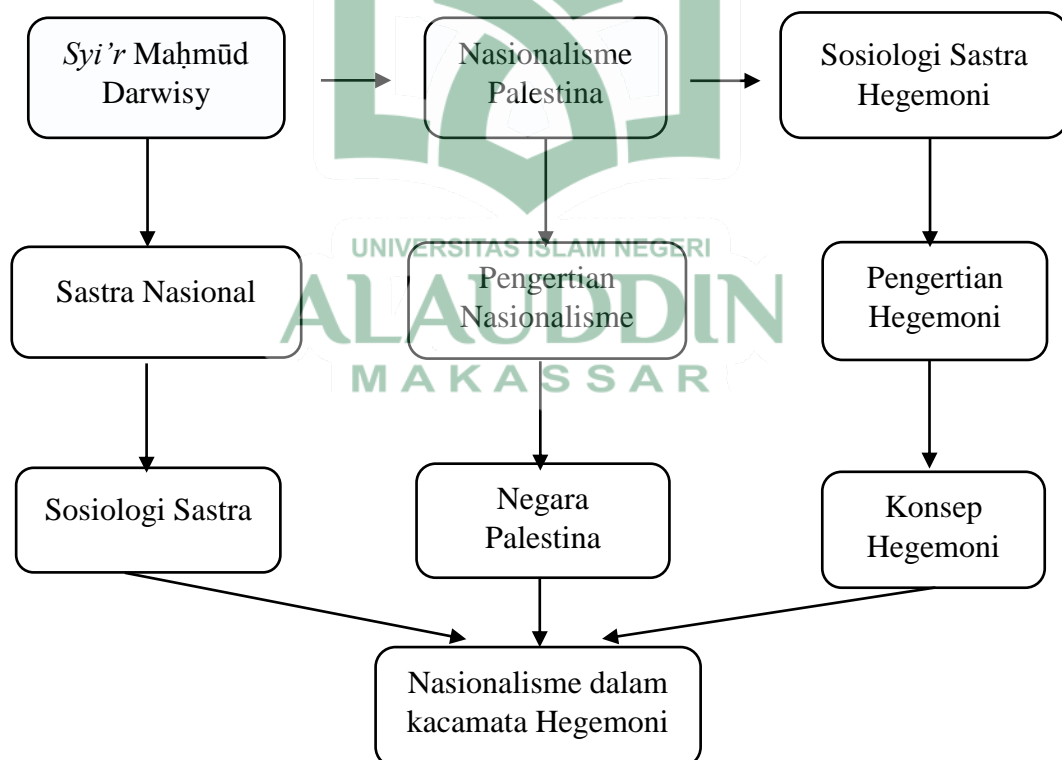 Syi’r Maḥmūd
Darwisy
Nasionalisme
Palestina
Sosiologi Sastra
Hegemoni
UNIVERSITAS ISLAM NEGERI
ALAUDDIN
MAKASSAR
Sastra Nasional
Pengertian
Nasionalisme
Pengertian
Hegemoni
Sosiologi Sastra
Negara
Palestina
Konsep
Hegemoni
Nasionalisme dalam
kacamata Hegemoni